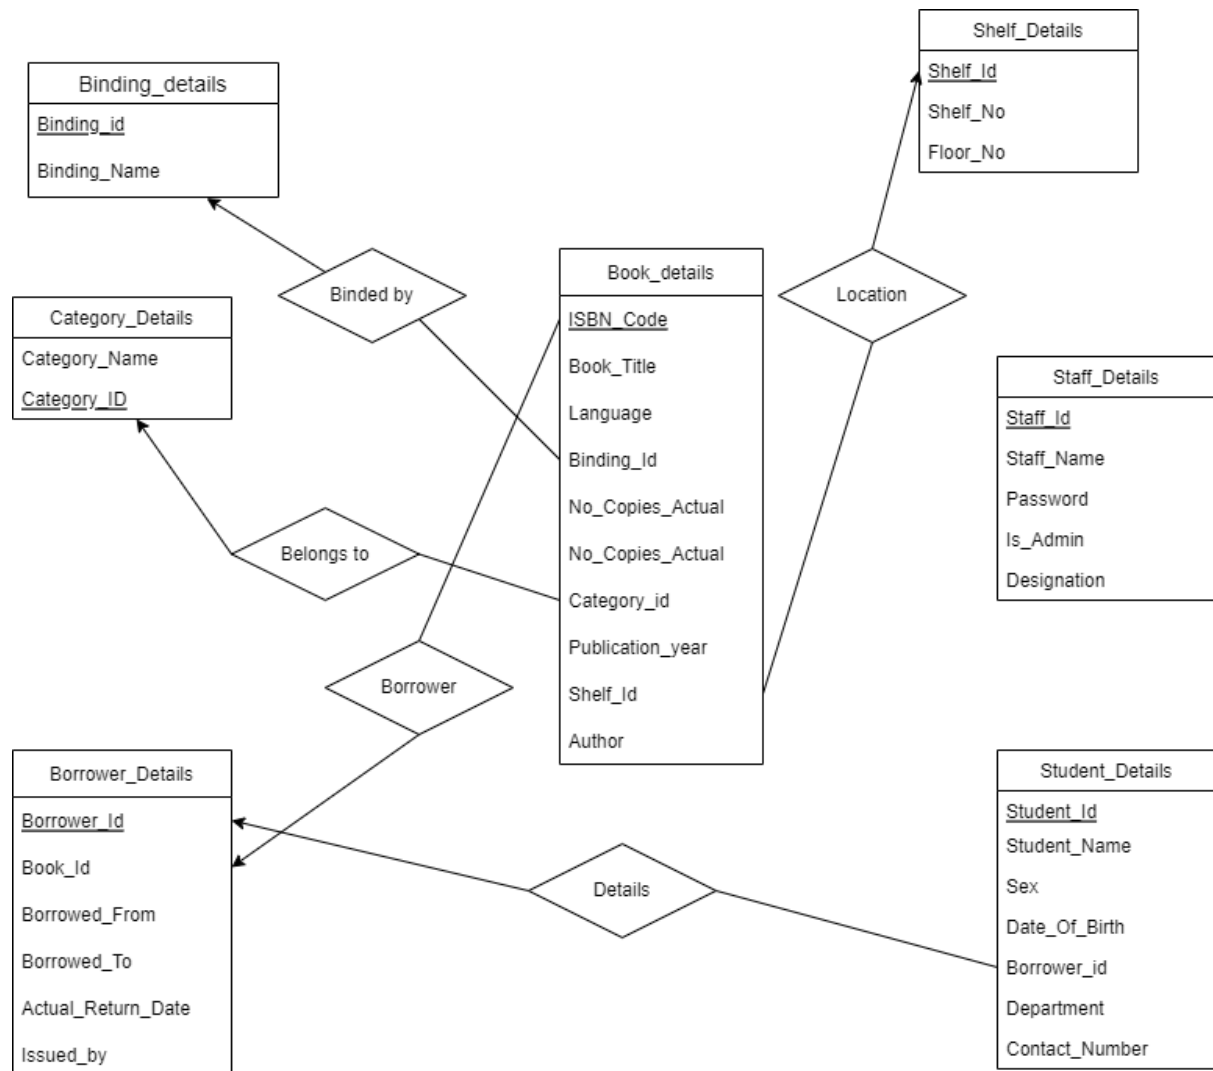 Shelf_Details
Shelf_Id
Shelf_No
Floor_No
Binding_details
Binding_id
Binding_Name
Binded by
Category_Details
Category_Name
Category_ID
Belongs to
Book_details
ISBN_Code
Book_Title
Language
Binding_Id
No_Copies_Actual
No_Copies_Actual
Category_id
Publication_year
Shelf_Id
Author
Location
Staff_Details
Staff_Id
Staff_Name
Password
Is_Admin
Designation
Borrower
Borrower_Details
Borrower_Id
Book_Id
Borrowed_From
Borrowed_To
Actual_Return_Date
Issued_by
Details
Student_Details
Student_Id
Student_Name
Sex
Date_Of_Birth
Borrower_id
Department
Contact_Number